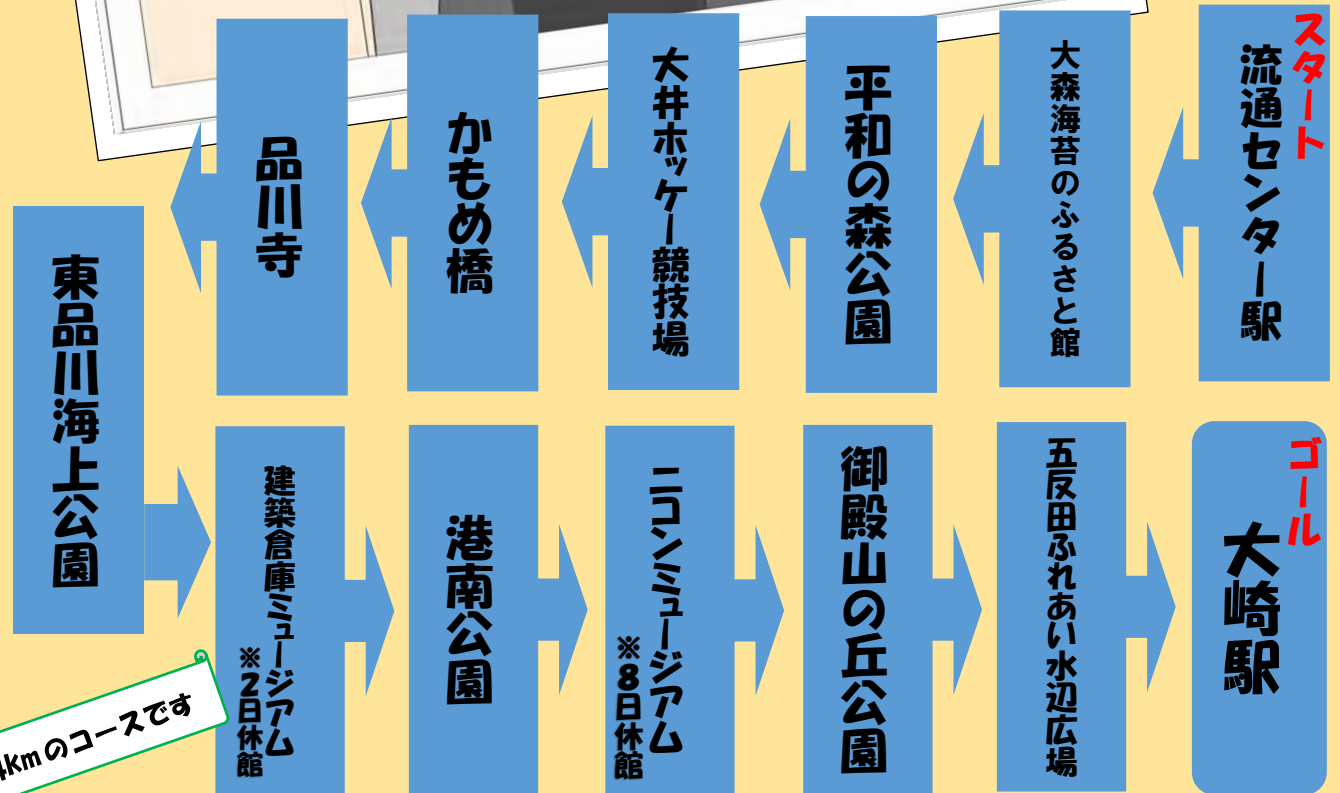 スタート
流通センター駅
大森海苔のふるさと館
平和の森公園
大井ホッケー競技場
かもめ橋
品川寺
東品川海上公園
建築倉庫ミュージアム
※2日休館
港南公園
ニコンミュージアム
※8日休館
御殿山の丘公園
五反田ふれあい水辺広場
ゴール
大崎駅
kmのコースです